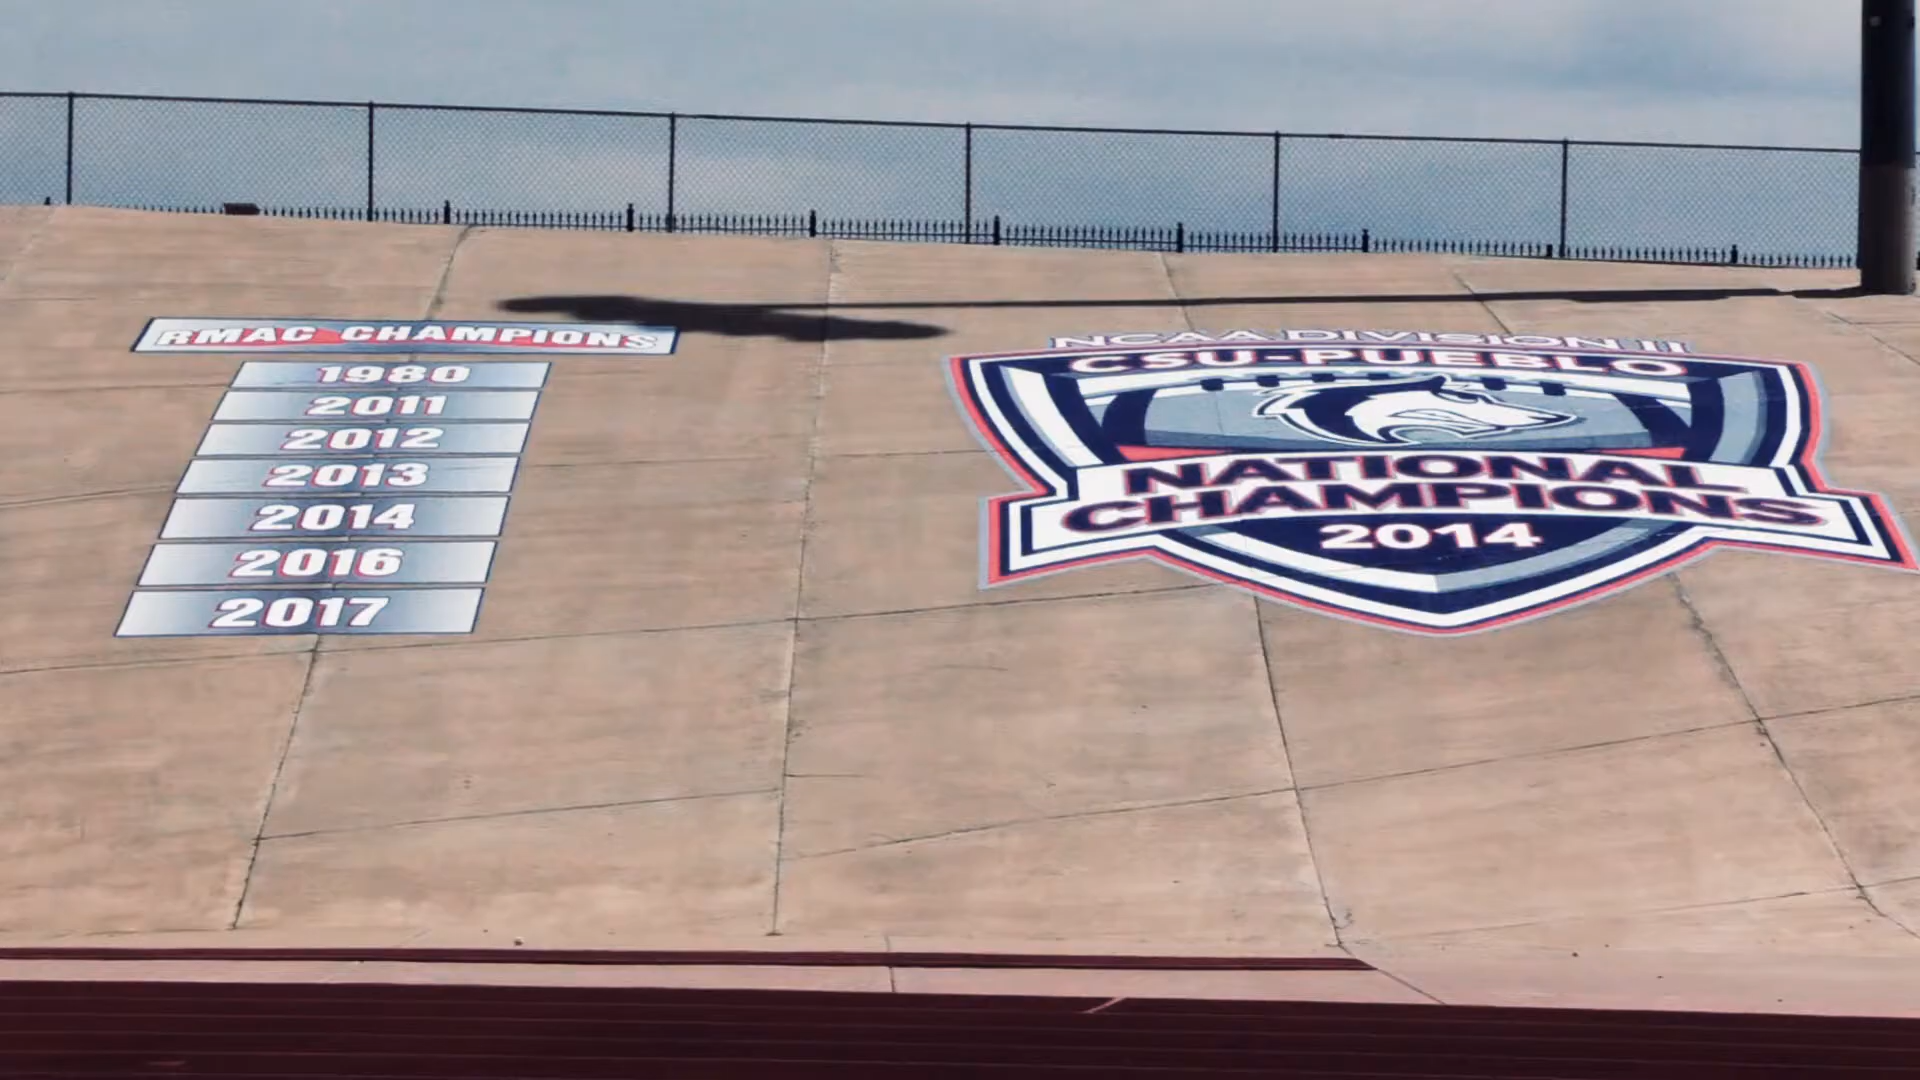 RMAC CHAMPIONS
1980
2011
2012
2013
2014
2016
2017
NCAA DIVISION II
CSU-PUEBLO
NATIONAL
CHAMPIONS
2014